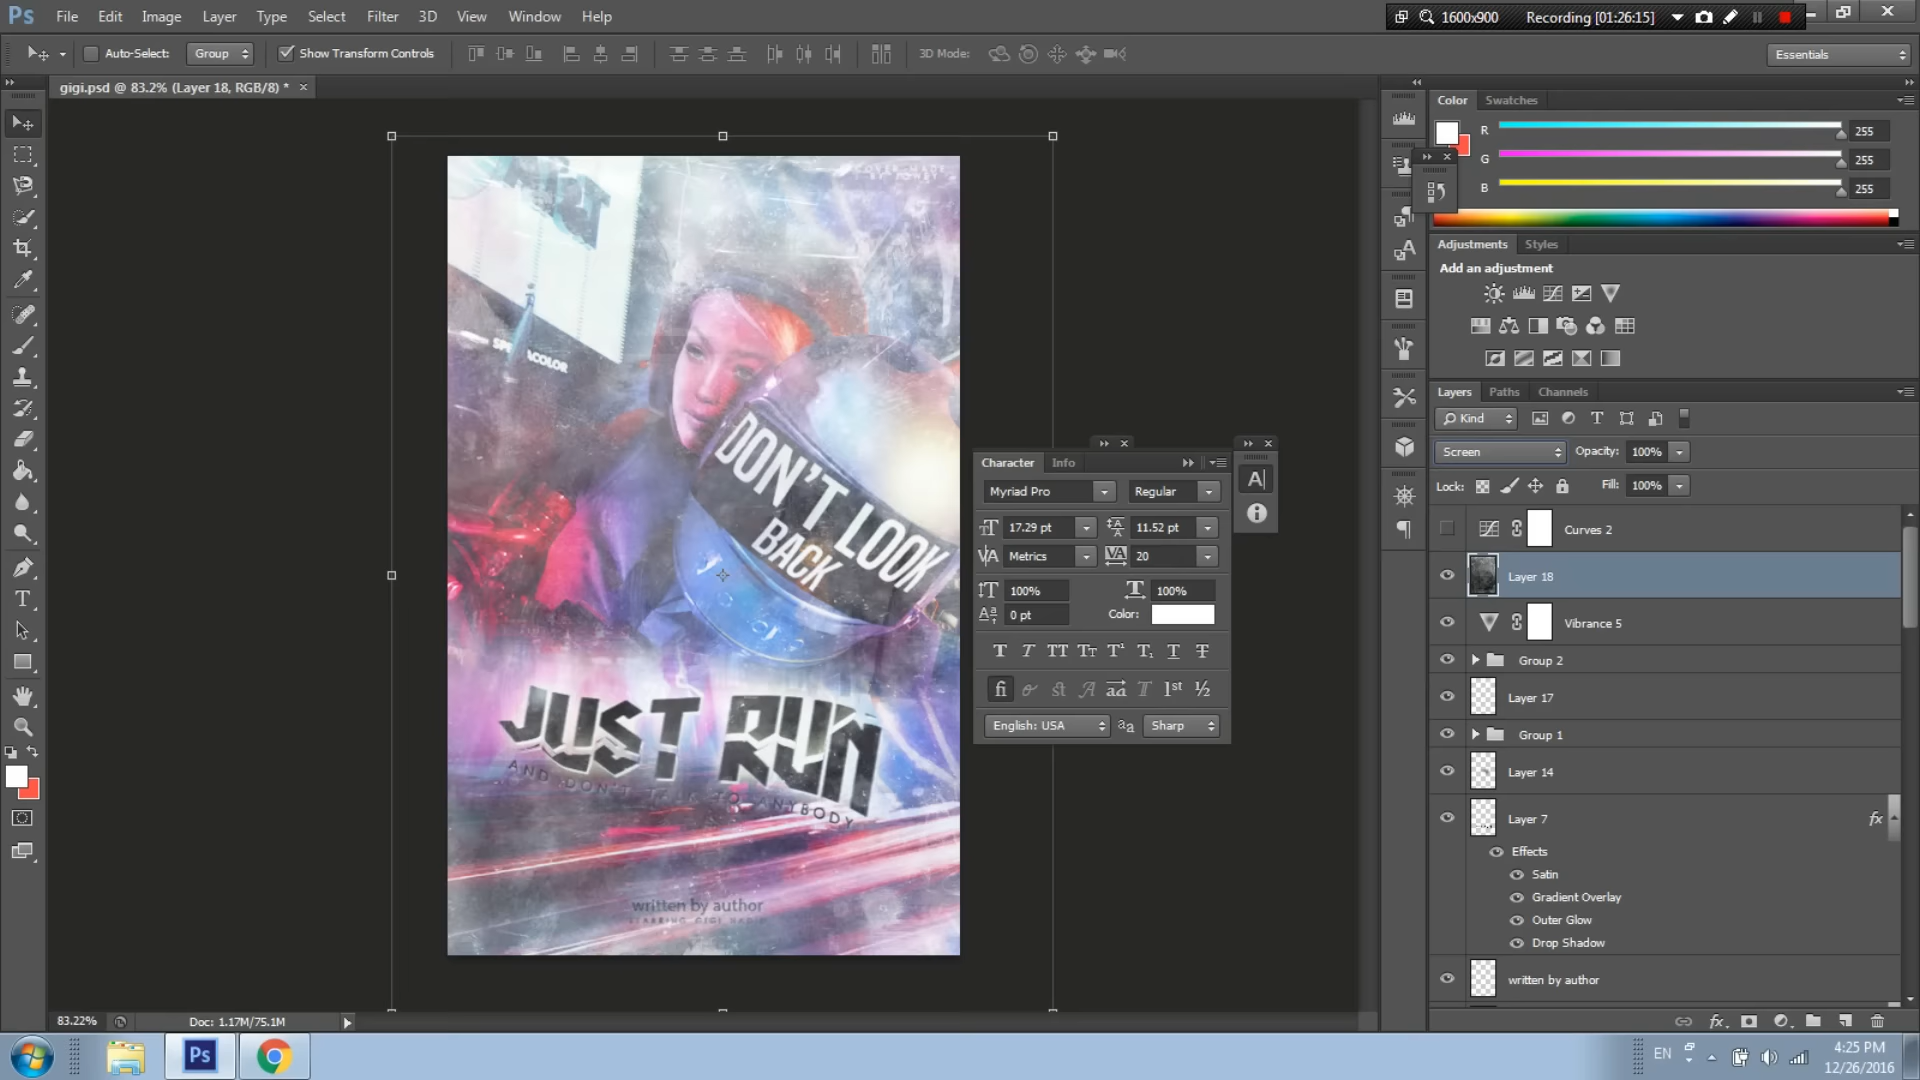 Ps File Edit Image Layer Type Select Filter 3D View Window Help
1600x900 Recording [01:26:15]
Auto-Select: Group Show Transform Controls 3D Mode: Essentials
gigi.psd @ 83.2% (Layer 18, RGB/8) *
Color Swatches
R 255
G 255
B 255
Adjustments Styles
Add an adjustment
Layers Paths Channels
Kind
Screen Opacity: 100%
Lock: Fill: 100%
Curves 2
Layer 18
Vibrance 5
Group 2
Layer 17
Group 1
Layer 14
Layer 7 fx
Effects
Satin
Gradient Overlay
Outer Glow
Drop Shadow
written by author
Character Info
Myriad Pro Regular
17.29 pt 11.52 pt
Metrics 20
100% 100%
0 pt Color:
English: USA Sharp
COVER MADE
DON'T LOOK
BACK
JUST RUN
AND DON'T TALK TO ANYBODY
written by author
STARRING GIGI HADID
83.22% Doc: 1.17M/75.1M
EN 4:25 PM
12/26/2016